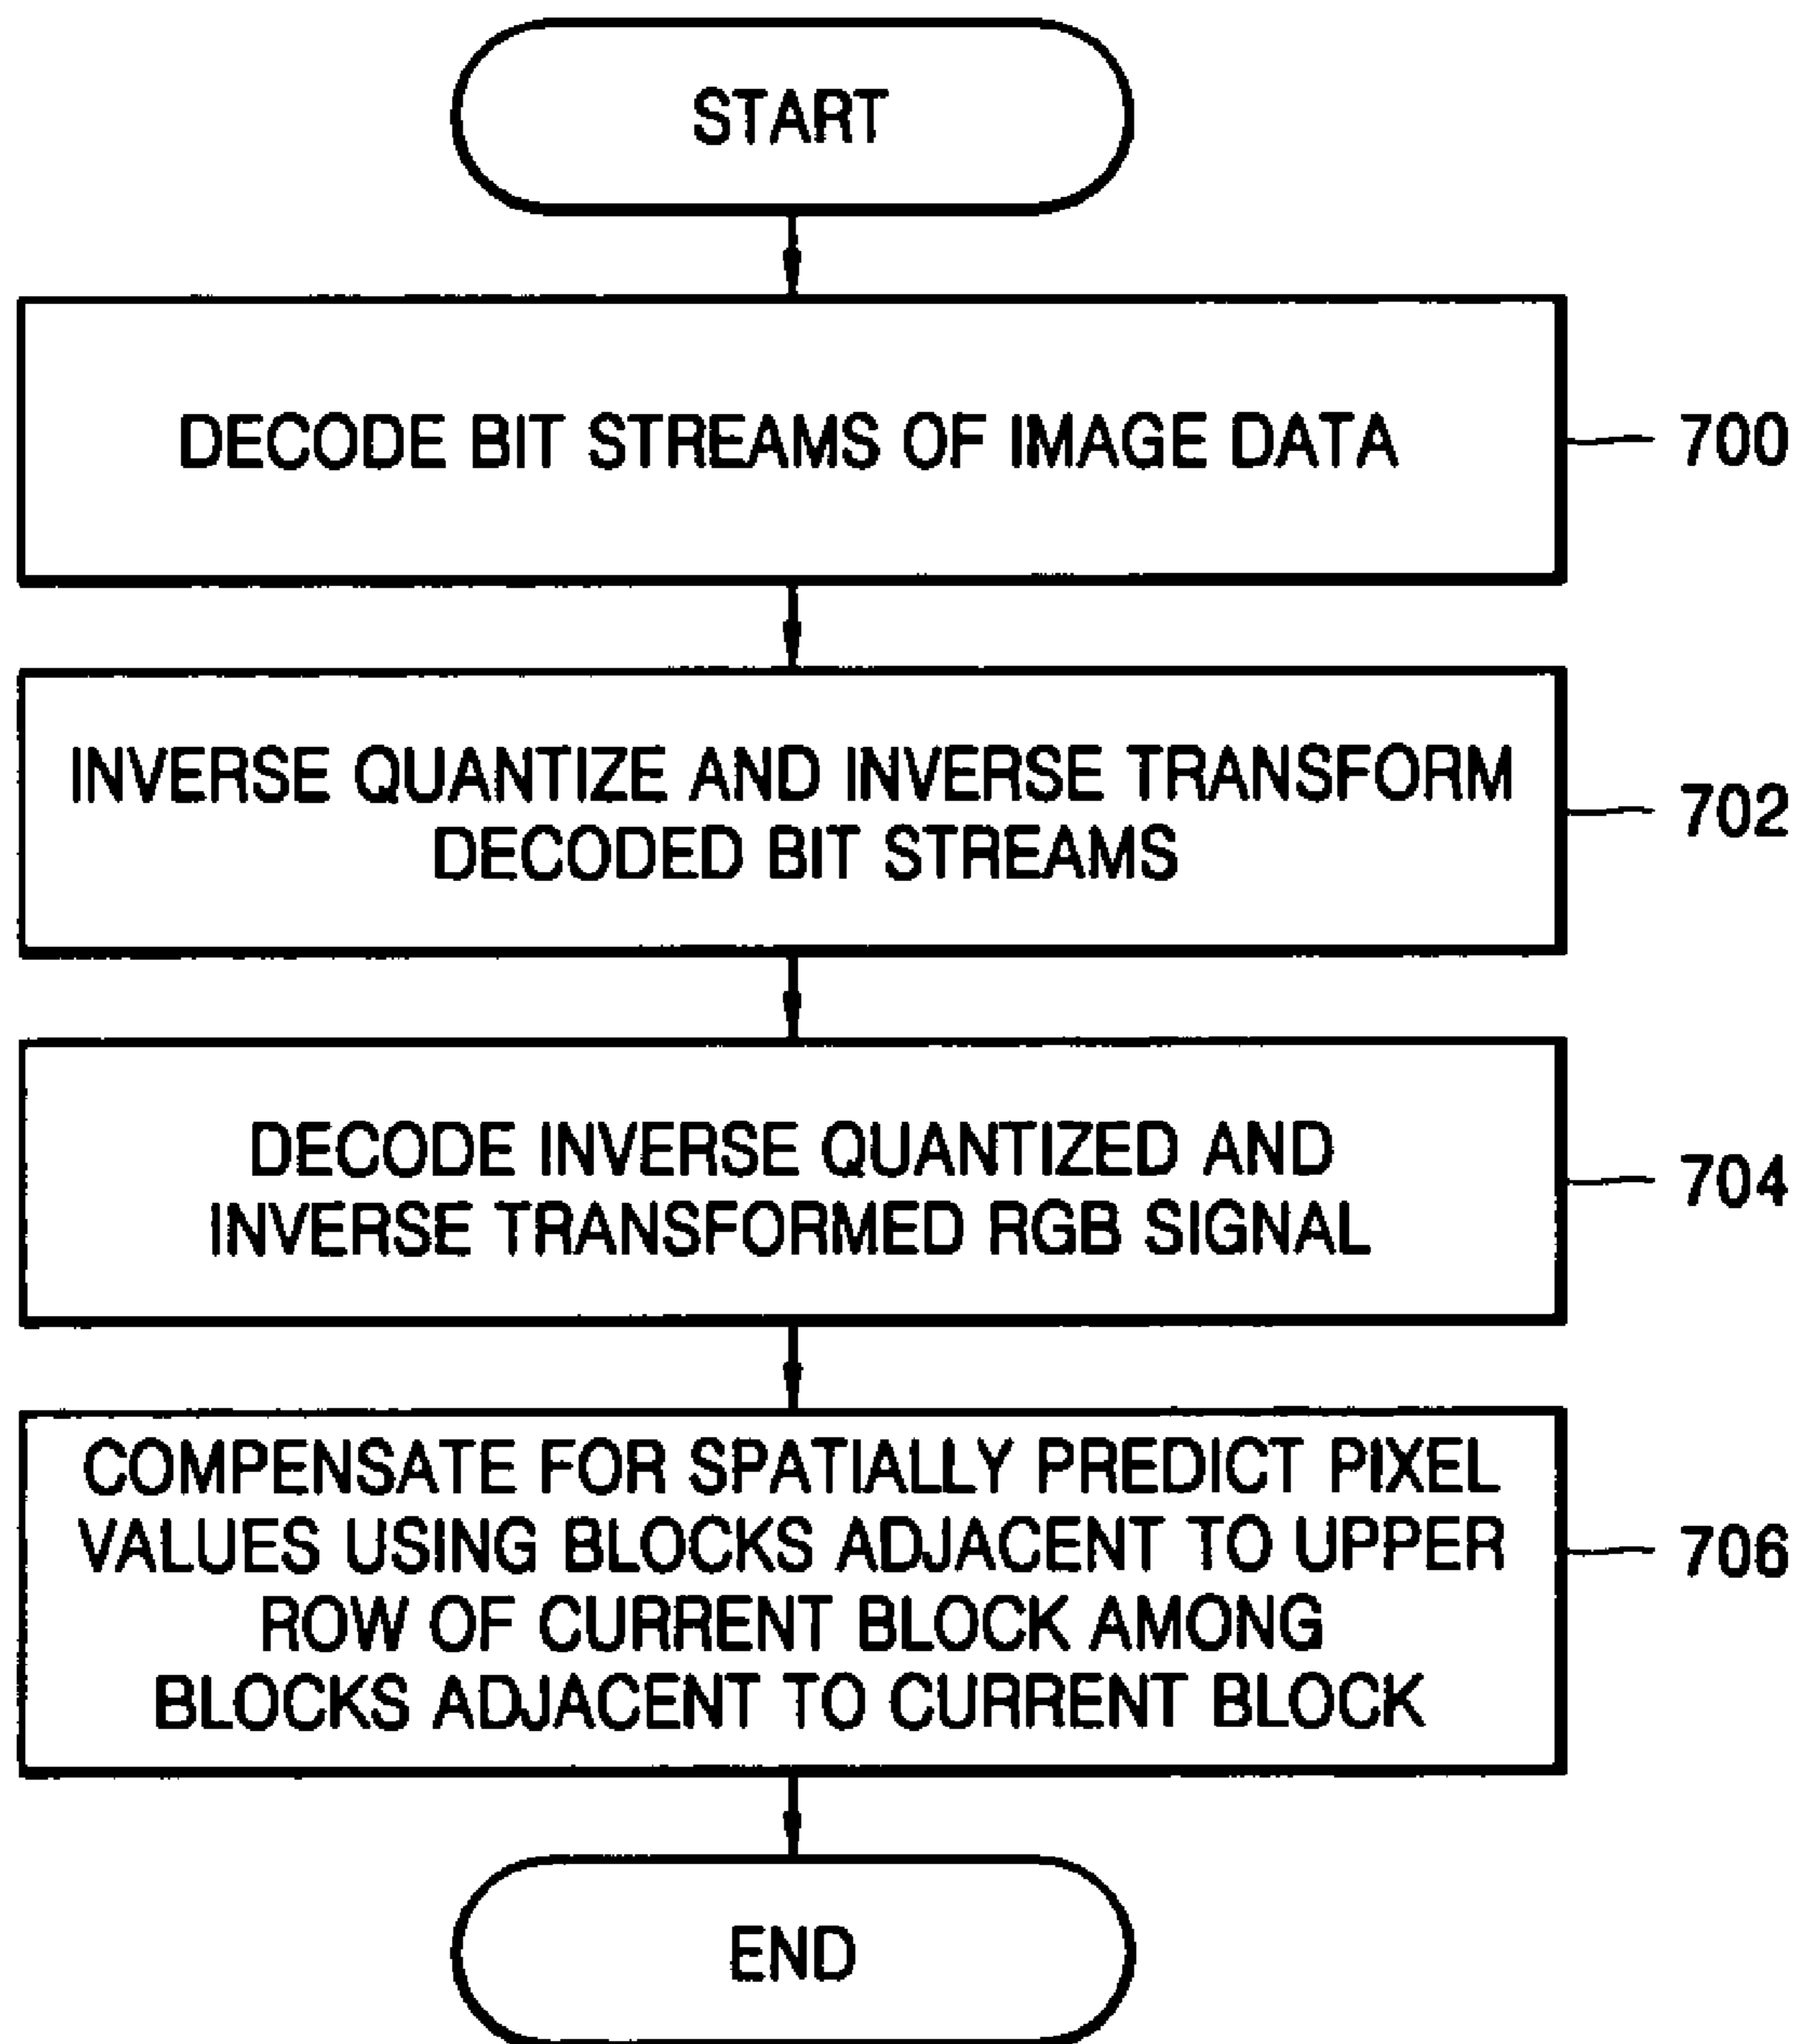 START
DECODE BIT STREAMS OF IMAGE DATA
700
INVERSE QUANTIZE AND INVERSE TRANSFORM
DECODED BIT STREAMS
702
DECODE INVERSE QUANTIZED AND
INVERSE TRANSFORMED RGB SIGNAL
704
COMPENSATE FOR SPATIALLY PREDICT PIXEL
VALUES USING BLOCKS ADJACENT TO UPPER
ROW OF CURRENT BLOCK AMONG
BLOCKS ADJACENT TO CURRENT BLOCK
706
END